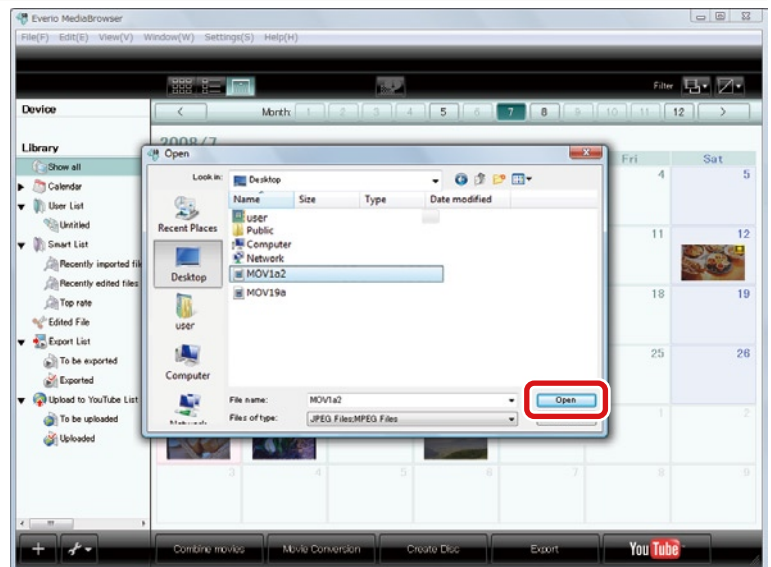 Everio MediaBrowser
File(F) Edit(E) View(V) Window(W) Settings(S) Help(H)
Filter
Device
< Month: 1 2 3 4 5 6 7 8 9 10 11 12 >
Library
2008/7
Fri Sat
Show all
Calendar
User List
Untitled
Smart List
Recently imported fil
Recently edited files
Top rate
Edited File
Export List
To be exported
Exported
Upload to YouTube List
To be uploaded
Uploaded
Open
Look in: Desktop
Name Size Type Date modified
Recent Places
Desktop
user
Computer
user
Public
Computer
Network
MOV1a2
MOV19a
File name: MOV1a2 Open
Files of type: JPEG Files;MPEG Files
4 5
11 12
18 19
25 26
1 2
3 4 5 6 7 8 9
Combine movies Movie Conversion Create Disc Export YouTube